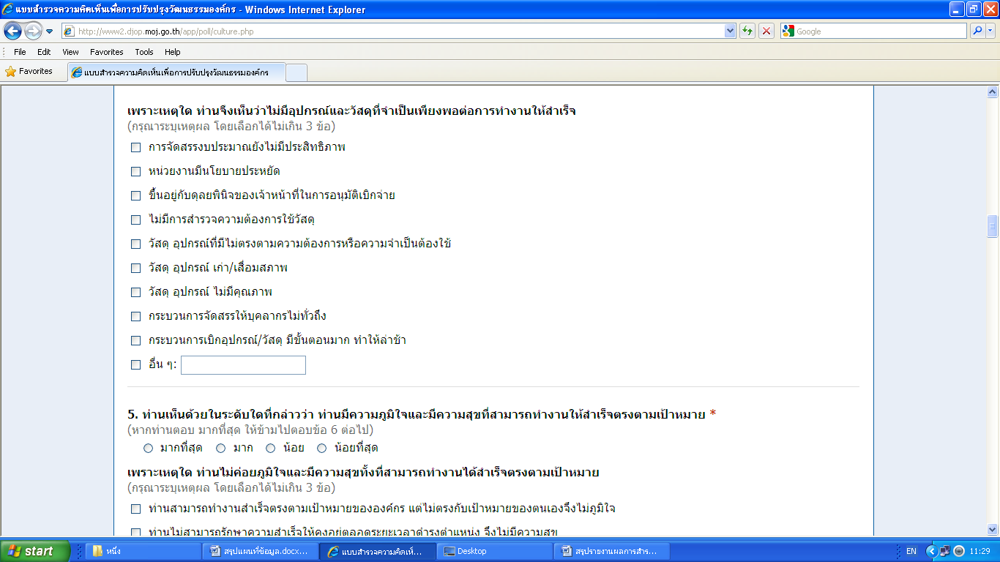 แบบสำรวจความคิดเห็นเพื่อการปรับปรุงวัฒนธรรมองค์กร - Windows Internet Explorer
http://www2.djop.moj.go.th/app/poll/culture.php
Google
File Edit View Favorites Tools Help
Favorites
แบบสำรวจความคิดเห็นเพื่อการปรับปรุงวัฒนธรรมองค์กร
เพราะเหตุใด ท่านจึงเห็นว่าไม่มีอุปกรณ์และวัสดุที่จำเป็นเพียงพอต่อการทำงานให้สำเร็จ
(กรุณาระบุเหตุผล โดยเลือกได้ไม่เกิน 3 ข้อ)
การจัดสรรงบประมาณยังไม่มีประสิทธิภาพ
หน่วยงานมีนโยบายประหยัด
ขึ้นอยู่กับดุลยพินิจของเจ้าหน้าที่ในการอนุมัติเบิกจ่าย
ไม่มีการสำรวจความต้องการใช้วัสดุ
วัสดุ อุปกรณ์ที่มีไม่ตรงตามความต้องการหรือความจำเป็นต้องใช้
วัสดุ อุปกรณ์ เก่า/เสื่อมสภาพ
วัสดุ อุปกรณ์ ไม่มีคุณภาพ
กระบวนการจัดสรรให้บุคลากรไม่ทั่วถึง
กระบวนการเบิกอุปกรณ์/วัสดุ มีขั้นตอนมาก ทำให้ล่าช้า
อื่น ๆ:
5. ท่านเห็นด้วยในระดับใดที่กล่าวว่า ท่านมีความภูมิใจและมีความสุขที่สามารถทำงานให้สำเร็จตรงตามเป้าหมาย *
(หากท่านตอบ มากที่สุด ให้ข้ามไปตอบข้อ 6 ต่อไป)
มากที่สุด มาก น้อย น้อยที่สุด
เพราะเหตุใด ท่านไม่ค่อยภูมิใจและมีความสุขทั้งที่สามารถทำงานได้สำเร็จตรงตามเป้าหมาย
(กรุณาระบุเหตุผล โดยเลือกได้ไม่เกิน 3 ข้อ)
ท่านสามารถทำงานสำเร็จตรงตามเป้าหมายขององค์กร แต่ไม่ตรงกับเป้าหมายของตนเองจึงไม่ภูมิใจ
ท่านไม่สามารถรักษาความสำเร็จให้คงอยู่ตลอดระยะเวลาดำรงตำแหน่ง จึงไม่มีความสุข
start หนึ่ง สรุปแผนที่ข้อมูล.docx... แบบสำรวจความคิดเห็... Desktop สรุปรายงานผลการสำร... EN 11:29